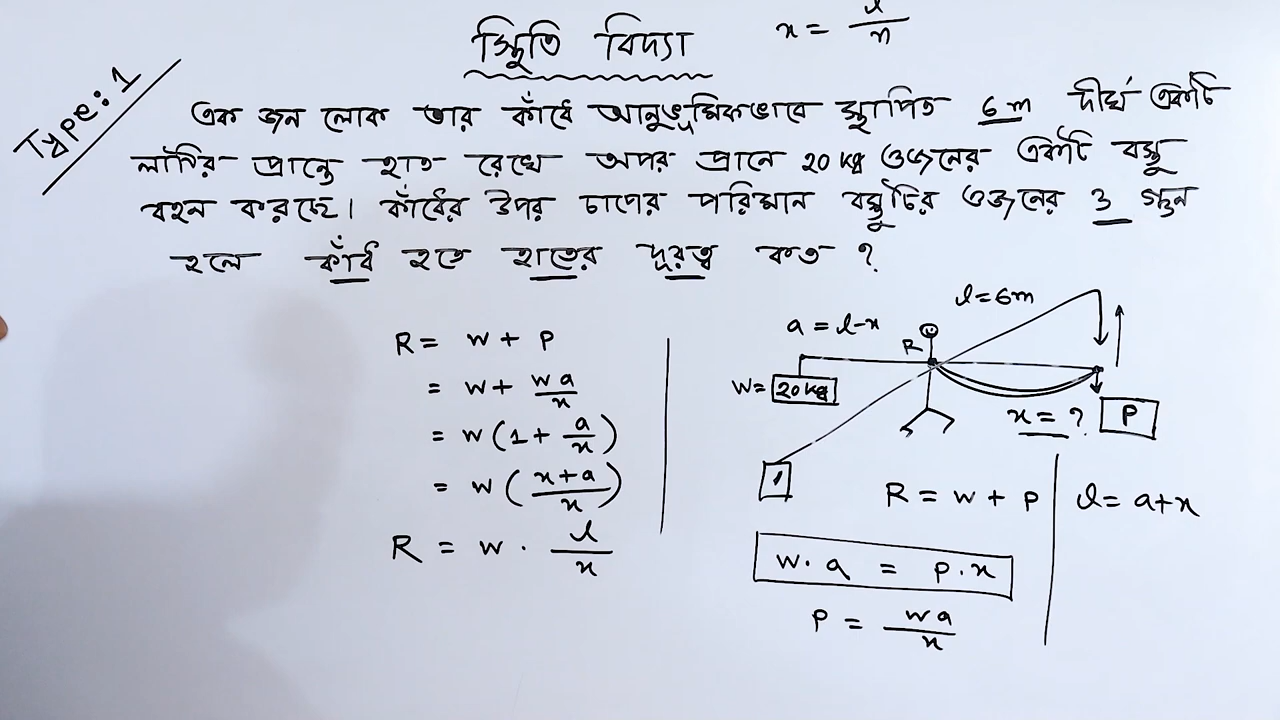 স্থিতি বিদ্যা
x = l/n
Type: 1
এক জন লোক তার কাঁধে আনুভূমিকভাবে স্থাপিত 6m দীর্ঘ একটি
লাঠির প্রান্তে হাত রেখে অপর প্রানে 20 kg ওজনের একটি বস্তু
বহন করছে। কাঁধের উপর চাপের পরিমান বস্তুটির ওজনের 3 গুন
হলে কাঁধ হতে হাতের দূরত্ব কত ?
R = W + P
= W + Wa/x
= W (1 + a/x)
= W ( x+a/x )
R = W . l/x
l = 6m
a = l-x
R
W = 20 kg
x = ?
P
R = W + P
l = a+x
W. a = P. x
P = Wa/x